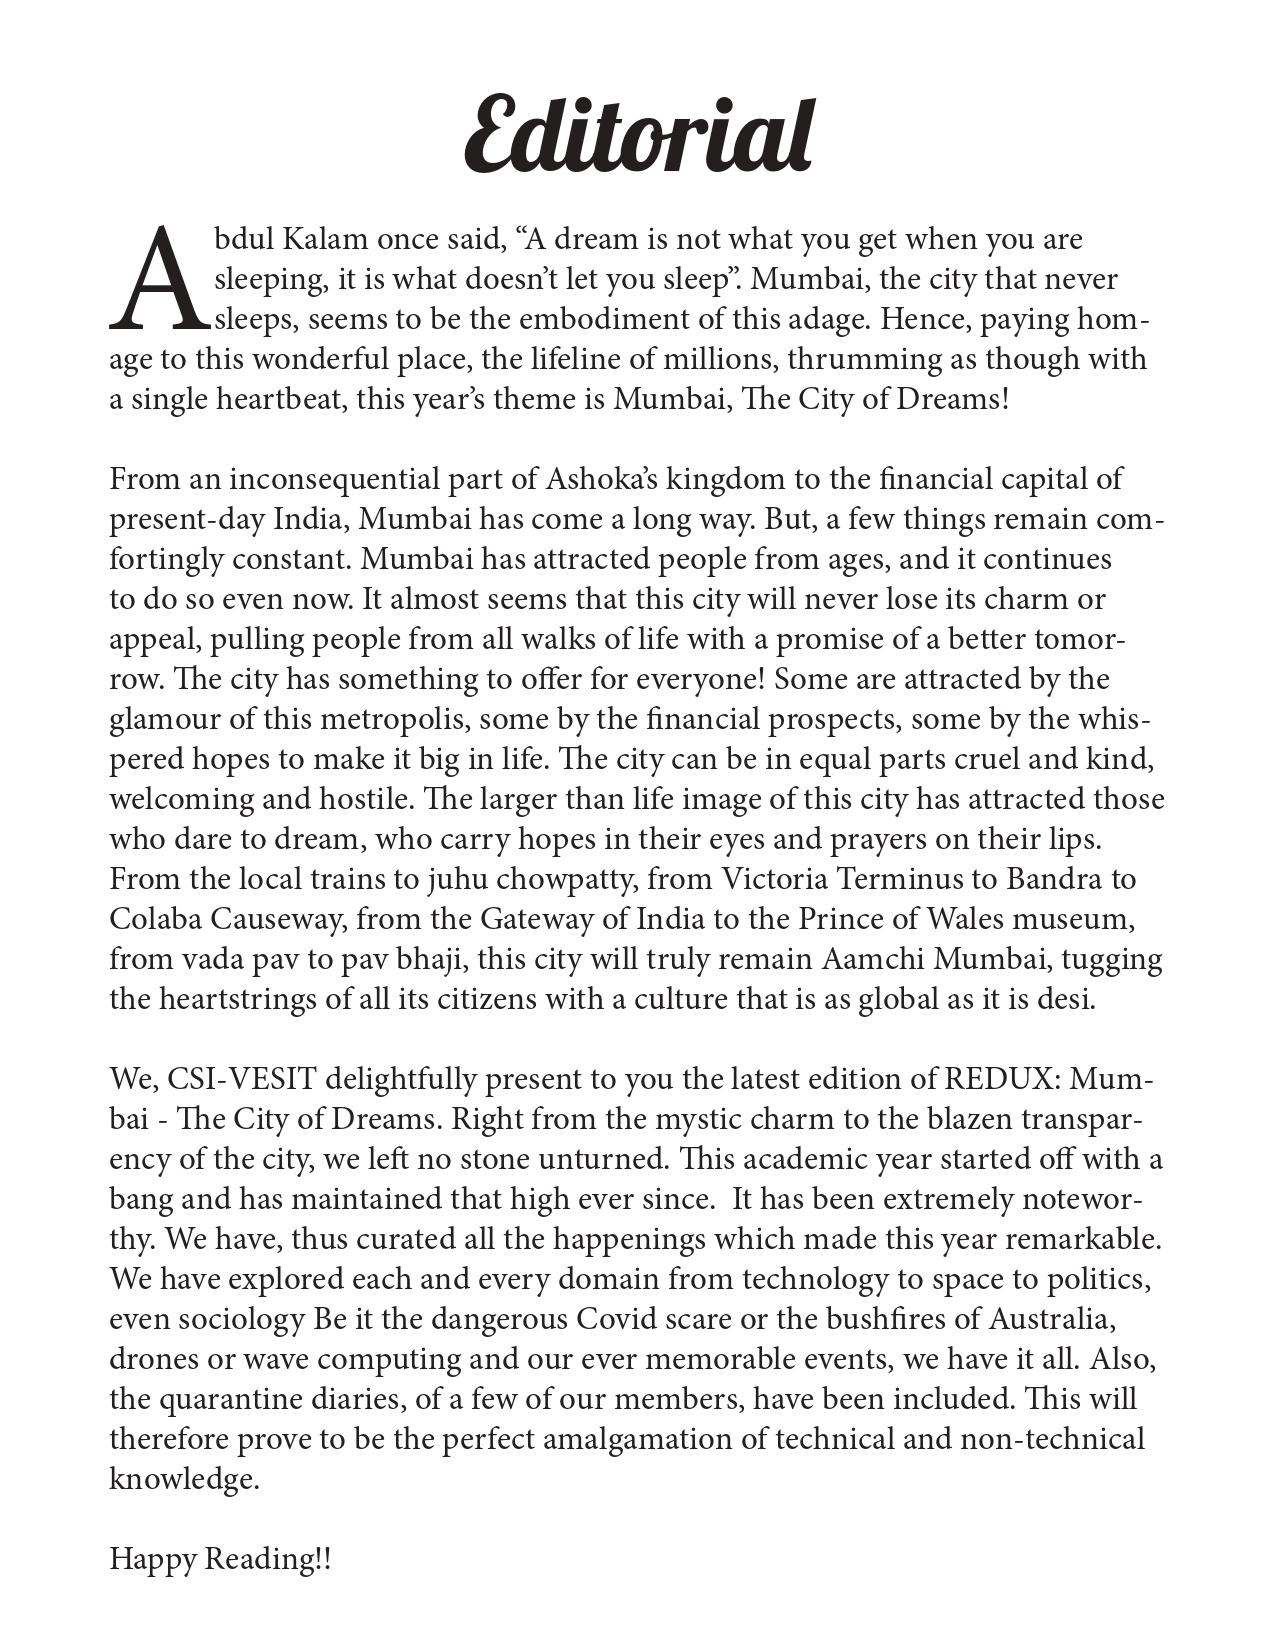 Editorial
Abdul Kalam once said, “A dream is not what you get when you are
sleeping, it is what doesn’t let you sleep”. Mumbai, the city that never
sleeps, seems to be the embodiment of this adage. Hence, paying hom-
age to this wonderful place, the lifeline of millions, thrumming as though with
a single heartbeat, this year’s theme is Mumbai, The City of Dreams!

From an inconsequential part of Ashoka’s kingdom to the financial capital of
present-day India, Mumbai has come a long way. But, a few things remain com-
fortingly constant. Mumbai has attracted people from ages, and it continues
to do so even now. It almost seems that this city will never lose its charm or
appeal, pulling people from all walks of life with a promise of a better tomor-
row. The city has something to offer for everyone! Some are attracted by the
glamour of this metropolis, some by the financial prospects, some by the whis-
pered hopes to make it big in life. The city can be in equal parts cruel and kind,
welcoming and hostile. The larger than life image of this city has attracted those
who dare to dream, who carry hopes in their eyes and prayers on their lips.
From the local trains to juhu chowpatty, from Victoria Terminus to Bandra to
Colaba Causeway, from the Gateway of India to the Prince of Wales museum,
from vada pav to pav bhaji, this city will truly remain Aamchi Mumbai, tugging
the heartstrings of all its citizens with a culture that is as global as it is desi.

We, CSI-VESIT delightfully present to you the latest edition of REDUX: Mum-
bai - The City of Dreams. Right from the mystic charm to the blazen transpar-
ency of the city, we left no stone unturned. This academic year started off with a
bang and has maintained that high ever since.  It has been extremely notewor-
thy. We have, thus curated all the happenings which made this year remarkable.
We have explored each and every domain from technology to space to politics,
even sociology Be it the dangerous Covid scare or the bushfires of Australia,
drones or wave computing and our ever memorable events, we have it all. Also,
the quarantine diaries, of a few of our members, have been included. This will
therefore prove to be the perfect amalgamation of technical and non-technical
knowledge.

Happy Reading!!